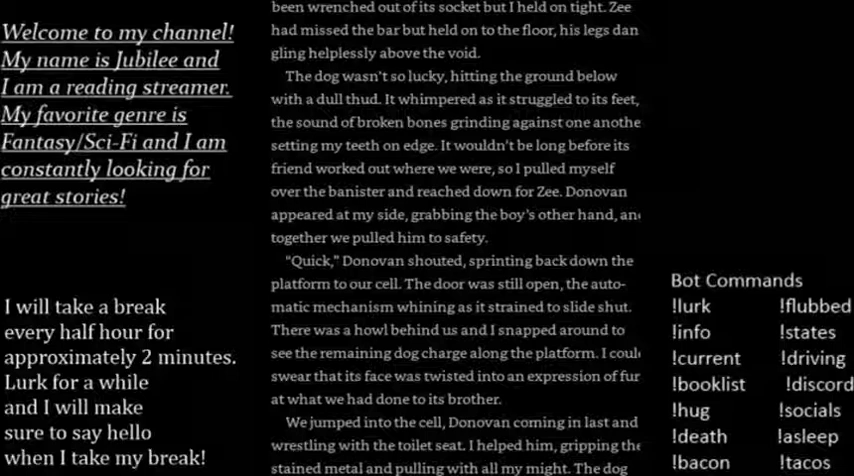 Welcome to my channel!
My name is Jubilee and
I am a reading streamer.
My favorite genre is
Fantasy/Sci-Fi and I am
constantly looking for
great stories!
I will take a break
every half hour for
approximately 2 minutes.
Lurk for a while
and I will make
sure to say hello
when I take my break!
been wrenched out of its socket but I held on tight. Zee
had missed the bar but held on to the floor, his legs dan
gling helplessly above the void.
The dog wasn't so lucky, hitting the ground below
with a dull thud. It whimpered as it struggled to its feet,
the sound of broken bones grinding against one anothe
setting my teeth on edge. It wouldn't be long before its
friend worked out where we were, so I pulled myself
over the banister and reached down for Zee. Donovan
appeared at my side, grabbing the boy's other hand, and
together we pulled him to safety.
"Quick," Donovan shouted, sprinting back down the
platform to our cell. The door was still open, the auto-
matic mechanism whining as it strained to slide shut.
There was a howl behind us and I snapped around to
see the remaining dog charge along the platform. I coul
swear that its face was twisted into an expression of fur
at what we had done to its brother.
We jumped into the cell, Donovan coming in last and
wrestling with the toilet seat. I helped him, gripping the
stained metal and pulling with all my might. The dog
Bot Commands
!lurk !flubbed
!info !states
!current !driving
!booklist !discord
!hug !socials
!death !asleep
!bacon !tacos